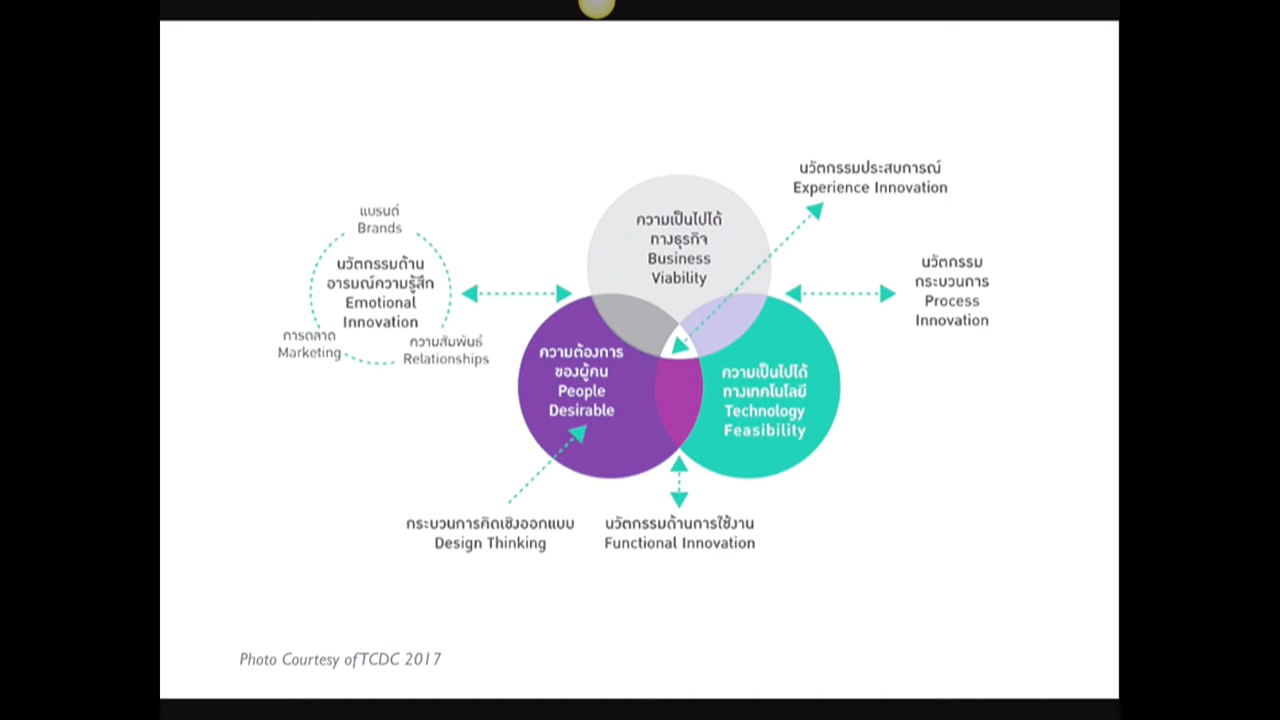 นวัตกรรมประสบการณ์
Experience Innovation
แบรนด์
Brands
ความเป็นไปได้
ทางธุรกิจ
Business
Viability
นวัตกรรมด้าน
อารมณ์ความรู้สึก
Emotional
Innovation
นวัตกรรม
กระบวนการ
Process
Innovation
การตลาด
Marketing
ความสัมพันธ์
Relationships
ความต้องการ
ของผู้คน
People
Desirable
ความเป็นไปได้
ทางเทคโนโลยี
Technology
Feasibility
กระบวนการคิดเชิงออกแบบ
Design Thinking
นวัตกรรมด้านการใช้งาน
Functional Innovation
Photo Courtesy of TCDC 2017